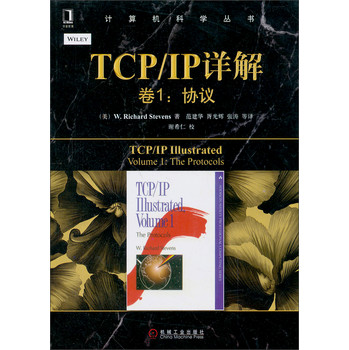 计算机科学丛书
WILEY
TCP/IP详解
卷1：协议
（美） W. Richard Stevens 著 范建华 胥光辉 张涛 等译
谢希仁 校
TCP/IP Illustrated
Volume 1: The Protocols
TCP/IP
Illustrated,
Volume 1
The Protocols
W. Richard Stevens
机械工业出版社